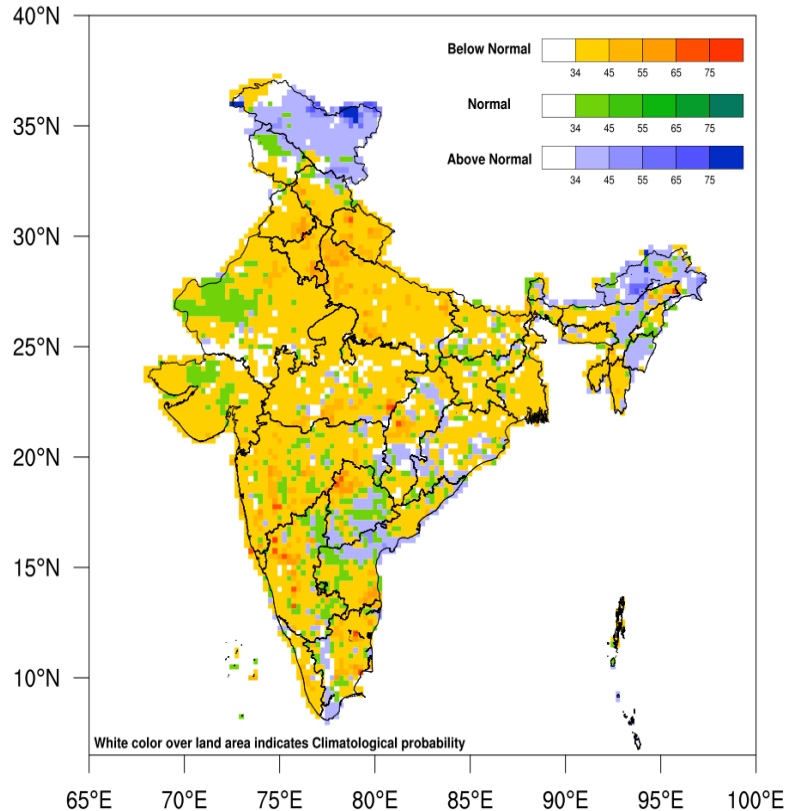 40°N
35°N
30°N
25°N
20°N
15°N
10°N
Below Normal
34 45 55 65 75
Normal
34 45 55 65 75
Above Normal
34 45 55 65 75
White color over land area indicates Climatological probability
65°E 70°E 75°E 80°E 85°E 90°E 95°E 100°E